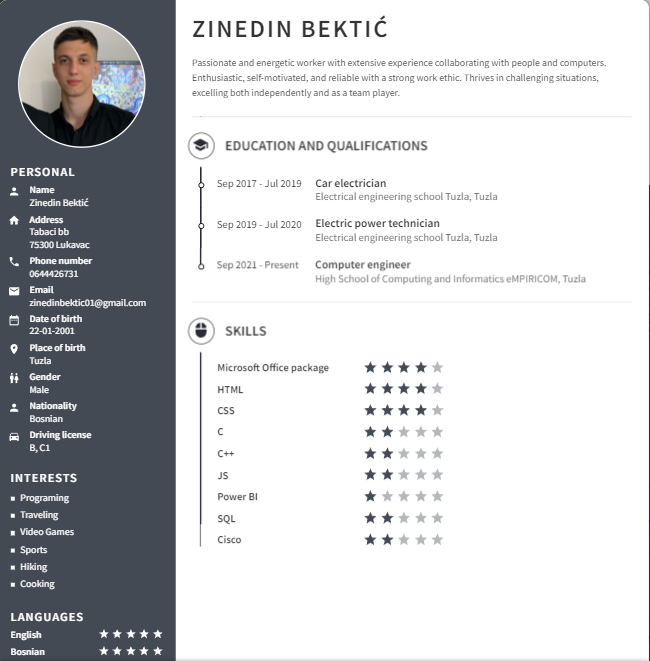 ZINEDIN BEKTIĆ
Passionate and energetic worker with extensive experience collaborating with people and computers.
Enthusiastic, self-motivated, and reliable with a strong work ethic. Thrives in challenging situations,
excelling both independently and as a team player.
PERSONAL
Name
Zinedin Bektić
Address
Tabaci bb
75300 Lukavac
Phone number
0644426731
Email
zinedinbektic01@gmail.com
Date of birth
22-01-2001
Place of birth
Tuzla
Gender
Male
Nationality
Bosnian
Driving license
B, C1
INTERESTS
Programing
Traveling
Video Games
Sports
Hiking
Cooking
LANGUAGES
English
Bosnian
EDUCATION AND QUALIFICATIONS
Sep 2017 - Jul 2019 Car electrician
Electrical engineering school Tuzla, Tuzla
Sep 2019 - Jul 2020 Electric power technician
Electrical engineering school Tuzla, Tuzla
Sep 2021 - Present Computer engineer
High School of Computing and Informatics eMPIRICOM, Tuzla
SKILLS
Microsoft Office package
HTML
CSS
C
C++
JS
Power BI
SQL
Cisco